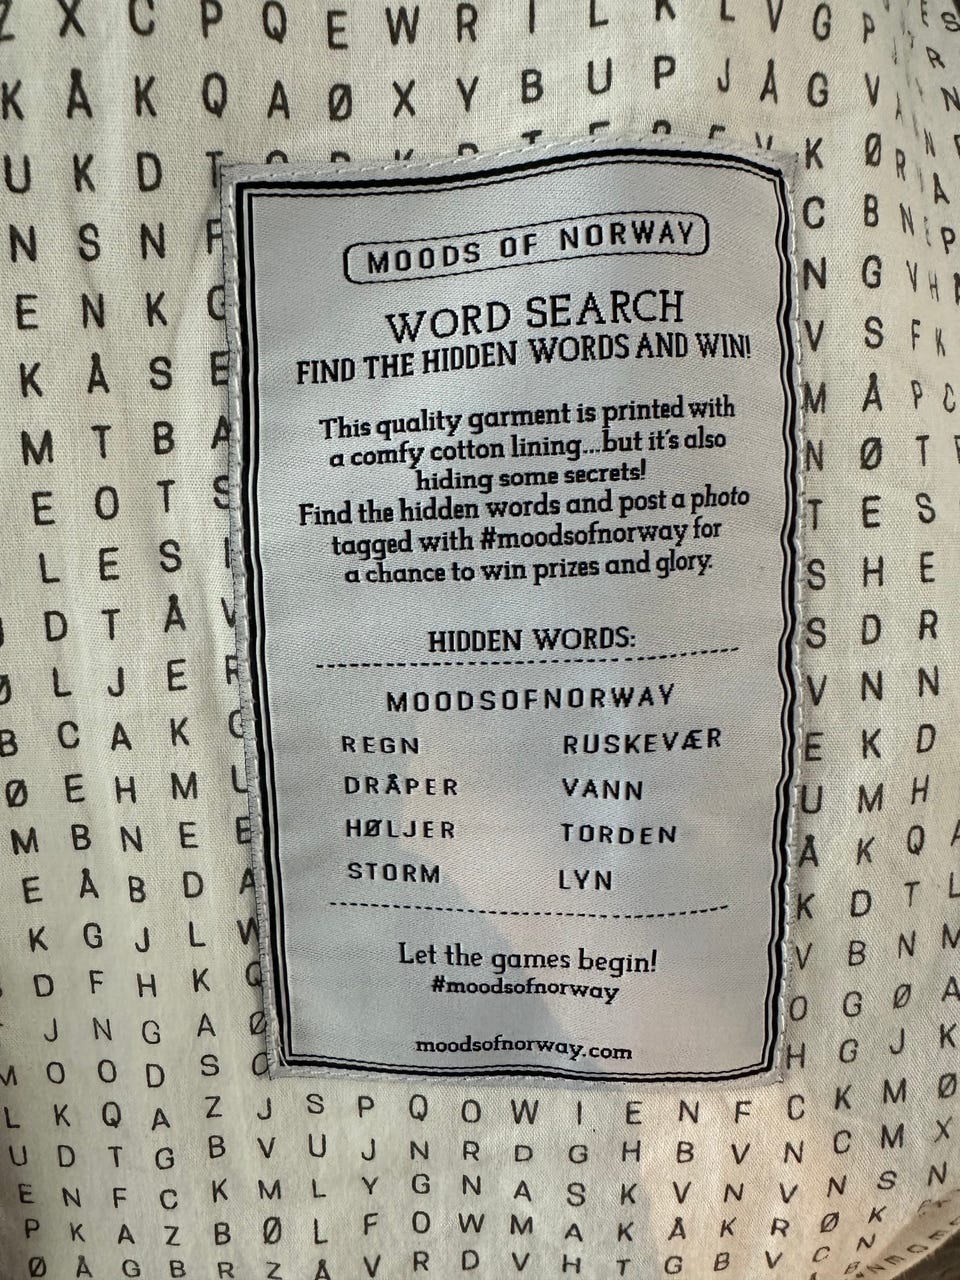 X C P Q E W R I L K L V G P
K Å K Q A Ø X Y B U P J Å G V
U K D K Ø
N S N C B
E N K N G
K Å S V S F K
M T B M Å P C
E O T N Ø T
L E S T E S
D T Å S H E
L J E S D R
B C A K V N N
Ø E H M E K D
M B N E E U M H
E Å B D A Å K Q
K G J L W K D T
D F H K Q V B N M
J N G A Ø O G Ø A
M O O D S H G J K
MOODS OF NORWAY
WORD SEARCH
FIND THE HIDDEN WORDS AND WIN!
This quality garment is printed with
a comfy cotton lining...but it's also
hiding some secrets!
Find the hidden words and post a photo
tagged with #moodsofnorway for
a chance to win prizes and glory.
HIDDEN WORDS:
MOODSOFNORWAY
REGN RUSKEVÆR
DRÅPER VANN
HØLJER TORDEN
STORM LYN
Let the games begin!
#moodsofnorway
moodsofnorway.com
L K Q A Z J S P Q O W I E N F C K M Ø
U D T G B V U J N R D G H B V N C M X
E N F C K M L Y G N A S K V N V N S N
P K A Z B Ø L F O W M A K Å K R Ø K
Ø Å G B R Z Å V R D V H T G B V C N